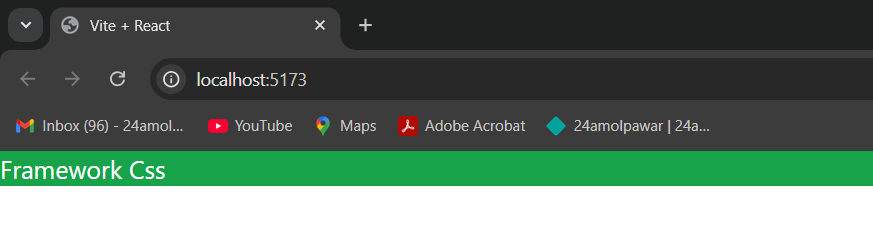 Vite + React
localhost:5173
Inbox (96) - 24amol... YouTube Maps Adobe Acrobat 24amolpawar | 24a...
Framework Css